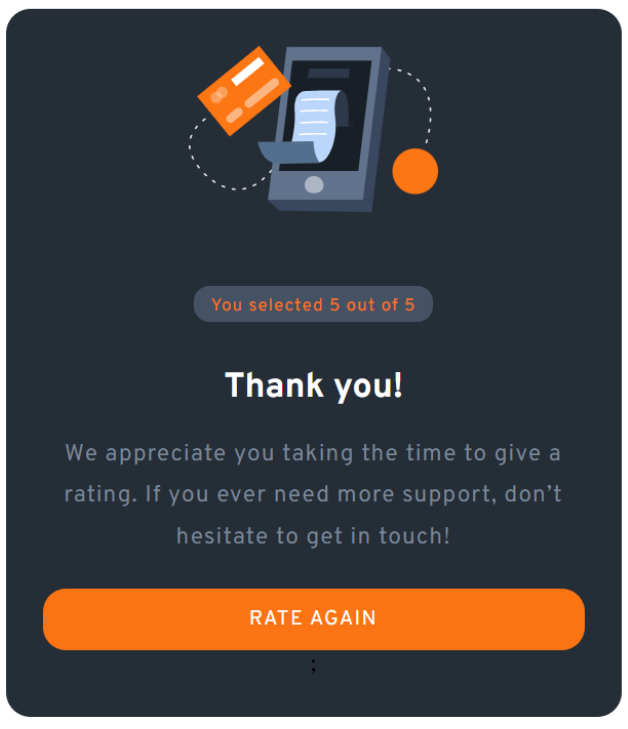 You selected 5 out of 5
Thank you!
We appreciate you taking the time to give a
rating. If you ever need more support, don’t
hesitate to get in touch!
RATE AGAIN
;